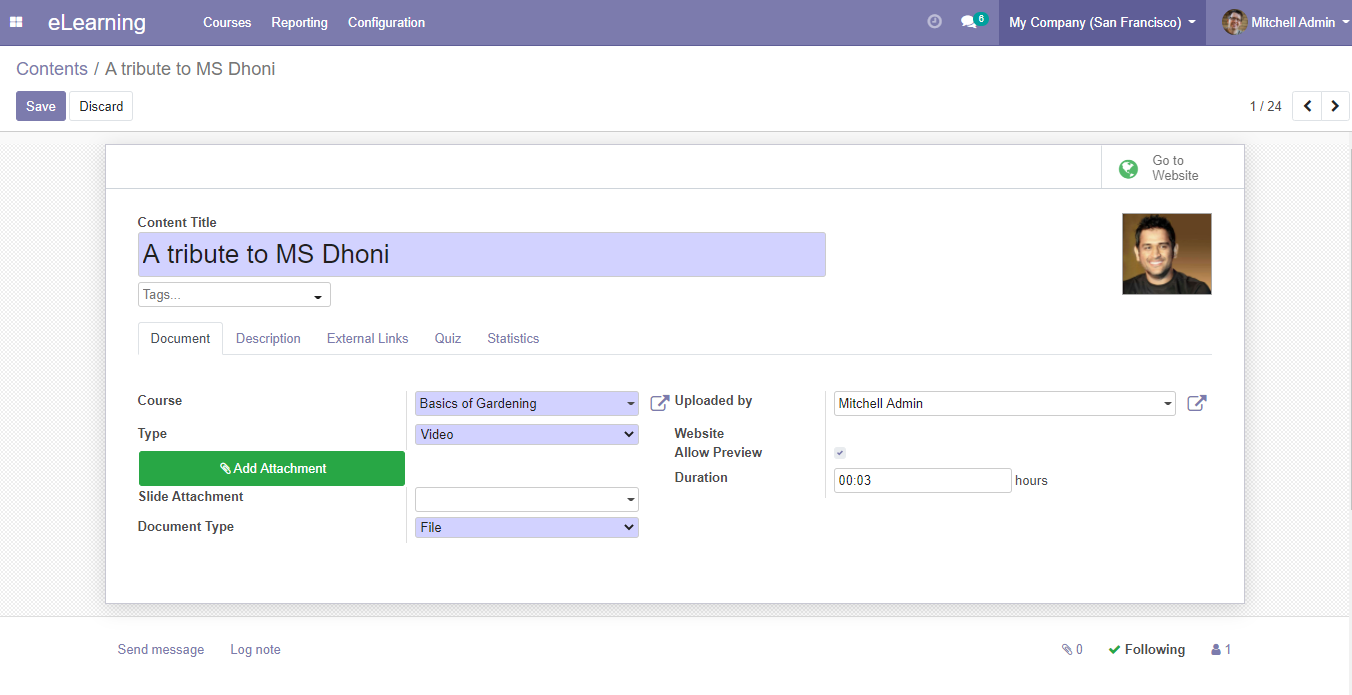 eLearning Courses Reporting Configuration 6 My Company (San Francisco) Mitchell Admin
Contents / A tribute to MS Dhoni
Save Discard 1 / 24
Go to
Website
Content Title
A tribute to MS Dhoni
Tags...
Document Description External Links Quiz Statistics
Course Basics of Gardening Uploaded by Mitchell Admin
Type Video Website
Allow Preview
Add Attachment
Duration 00:03 hours
Slide Attachment
Document Type File
Send message Log note 0 Following 1